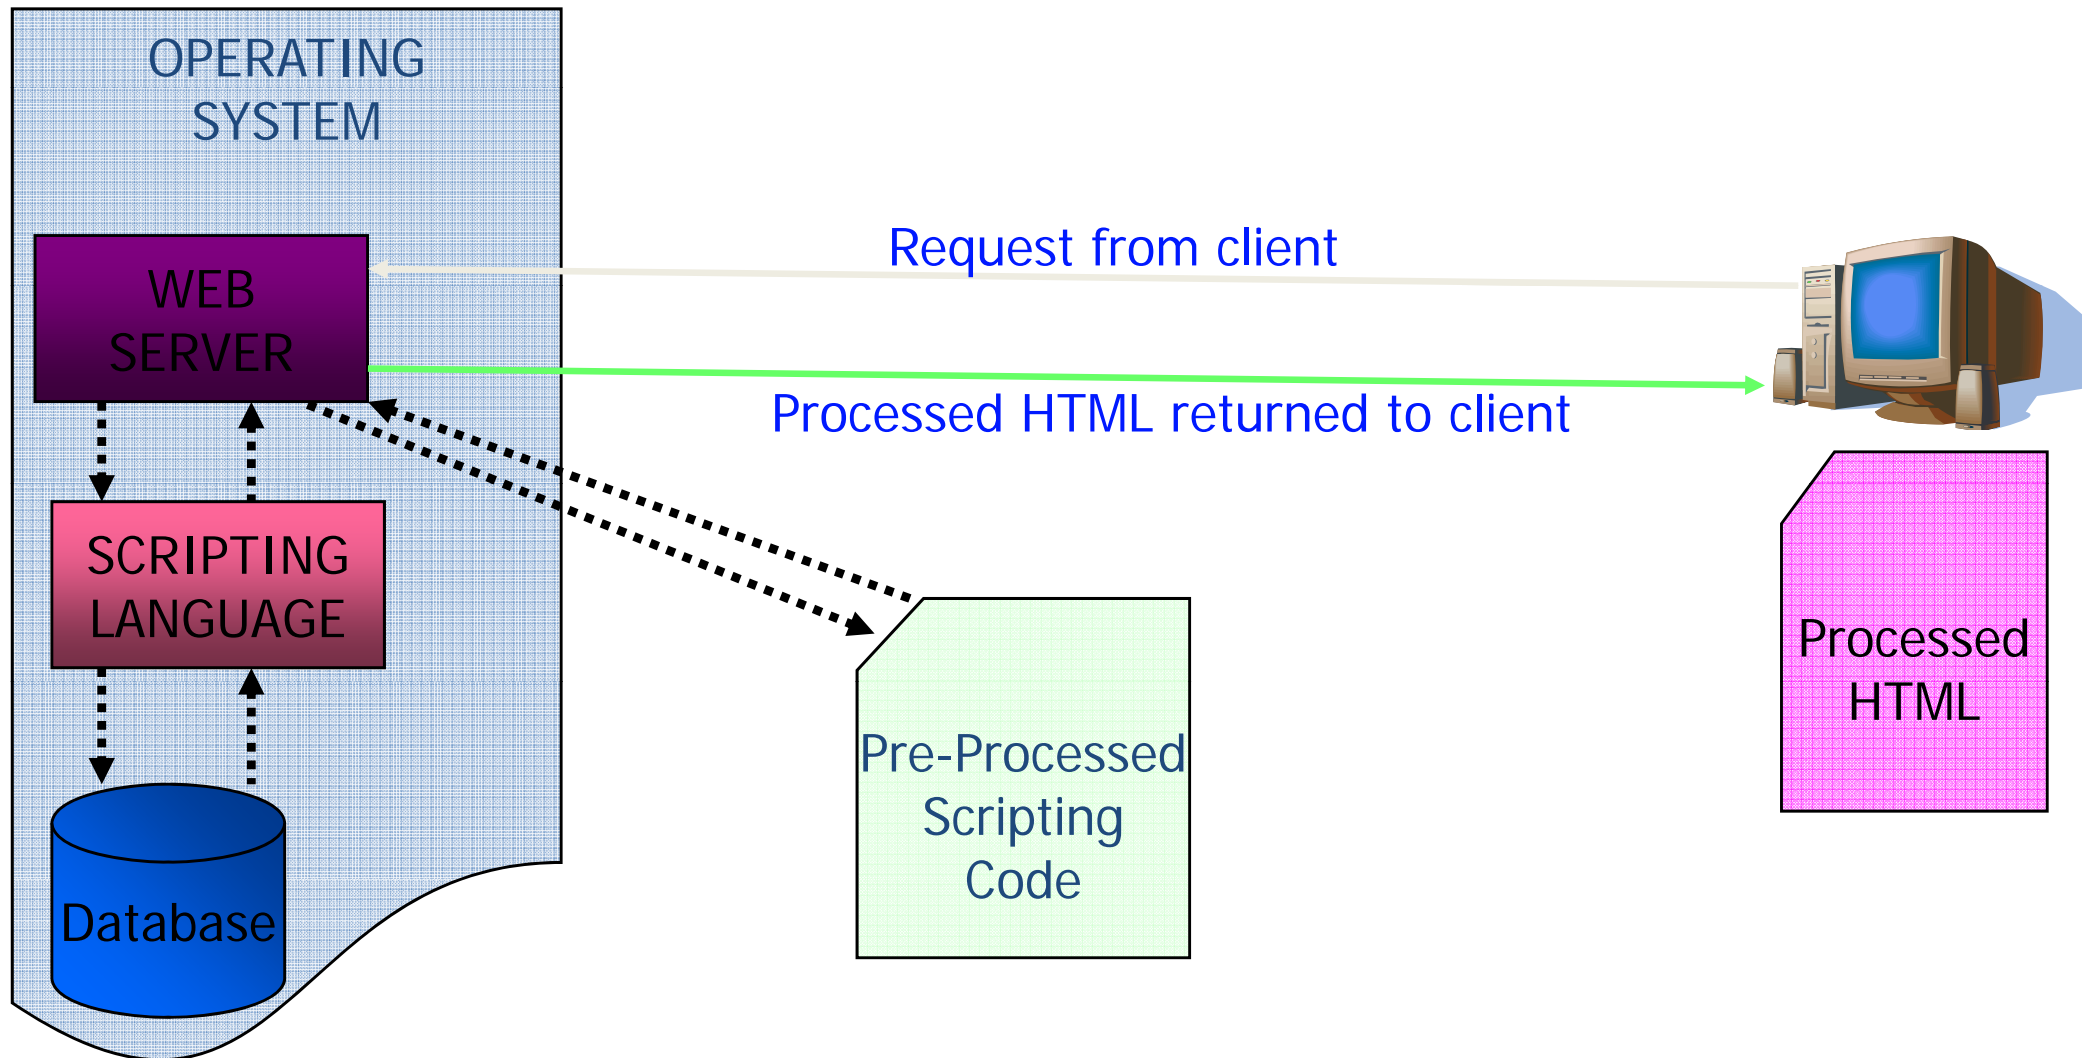 OPERATING
SYSTEM
WEB
SERVER
Request from client
Processed HTML returned to client
SCRIPTING
LANGUAGE
Database
Pre-Processed
Scripting
Code
Processed
HTML